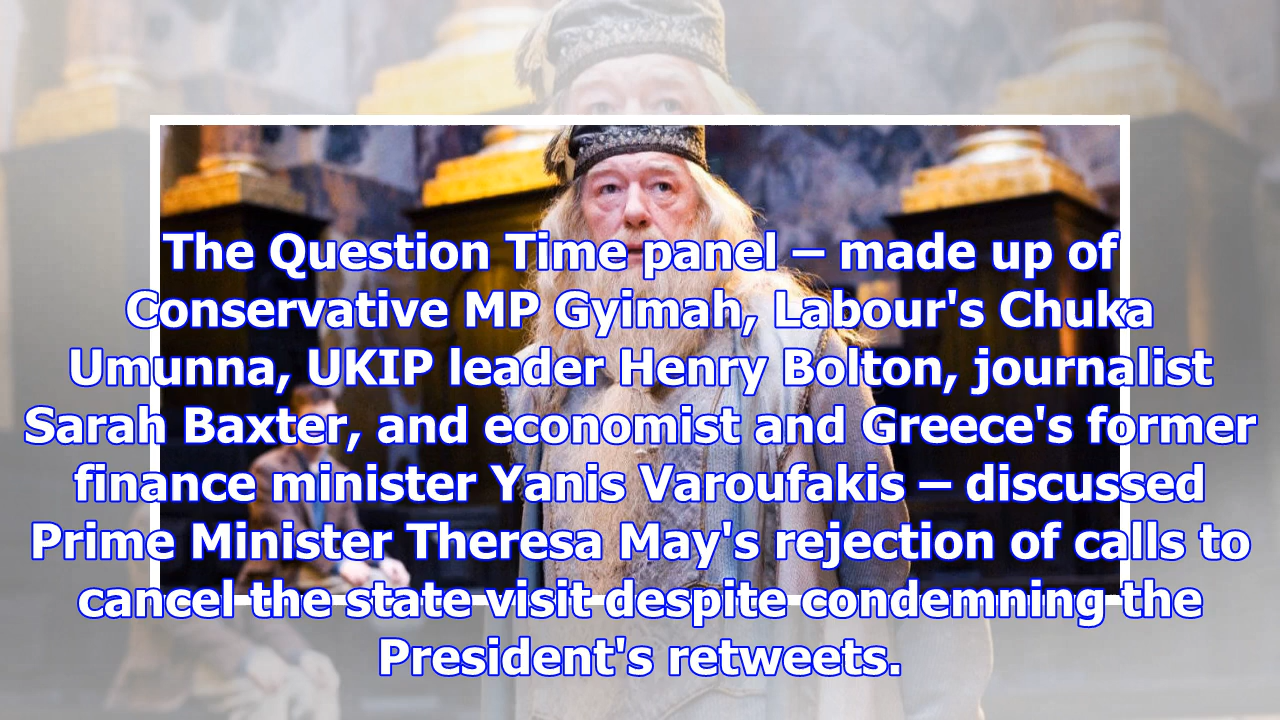 The Question Time panel – made up of
Conservative MP Gyimah, Labour's Chuka
Umunna, UKIP leader Henry Bolton, journalist
Sarah Baxter, and economist and Greece's former
finance minister Yanis Varoufakis – discussed
Prime Minister Theresa May's rejection of calls to
cancel the state visit despite condemning the
President's retweets.